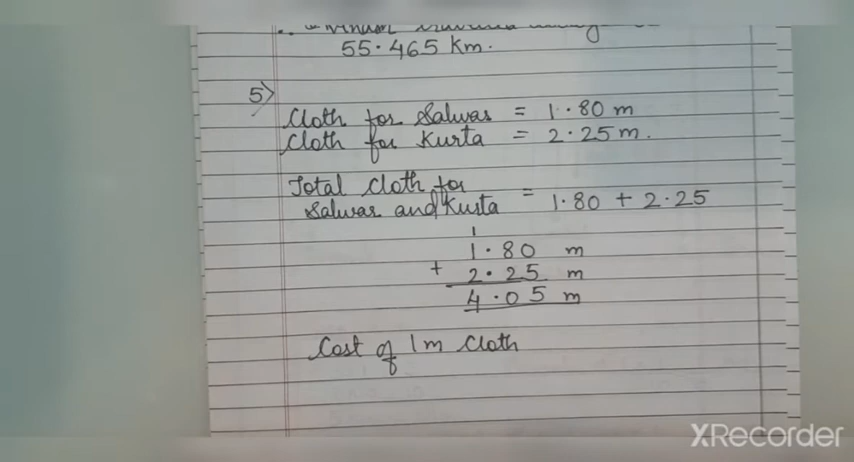 55.465 Km.
5)
Cloth for Salwar = 1.80 m
Cloth for Kurta = 2.25 m.
Total Cloth for
Salwar and Kurta = 1.80 + 2.25
1
1.80 m
+ 2.25 m
4.05 m
Cost of 1m Cloth
XRecorder